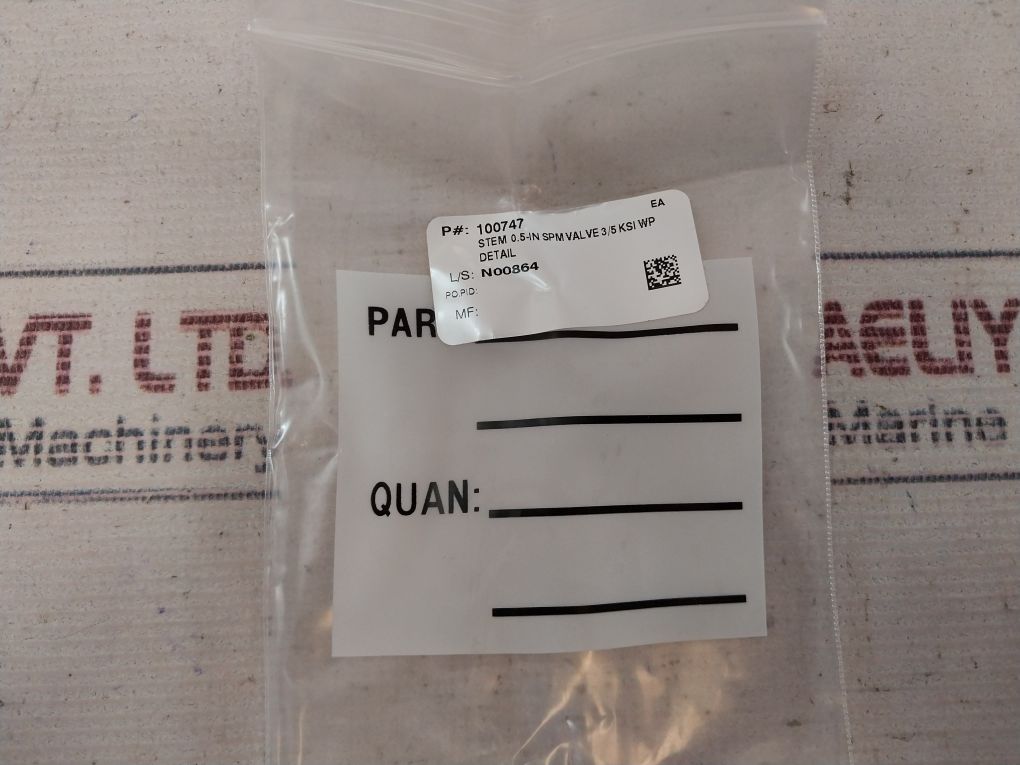 EA
P#: 100747
STEM 0.5-IN SPM VALVE 3/5 KSI WP
DETAIL
L/S: N00864
PO.PID:
MF:
PAR
QUAN:
VT. LTD.
Machinery
AELIY
Marine